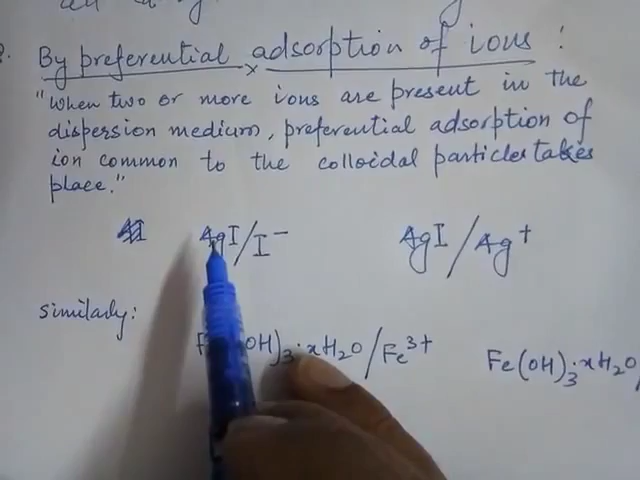 By preferential adsorption of ions :
"When two or more ions are present in the
dispersion medium, preferential adsorption of
ion common to the colloidal particles takes
place."
AgI/I⁻ AgI/Ag⁺
similarly:
OH)₃.xH₂O/Fe³⁺ Fe(OH)₃.xH₂O/